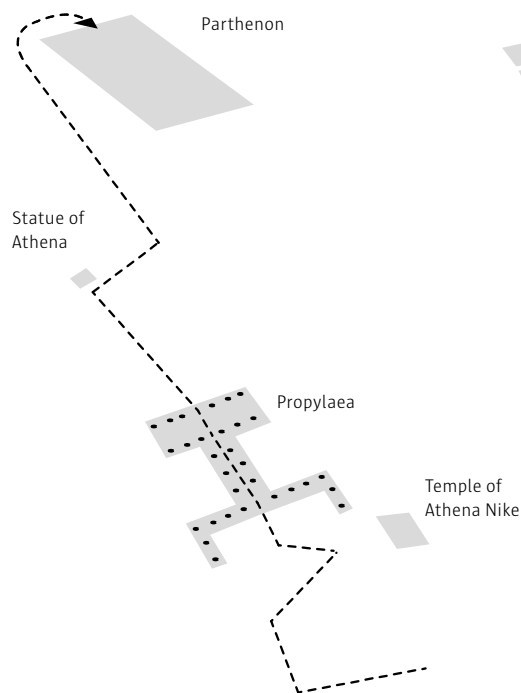 Parthenon
Statue of
Athena
Propylaea
Temple of
Athena Nike